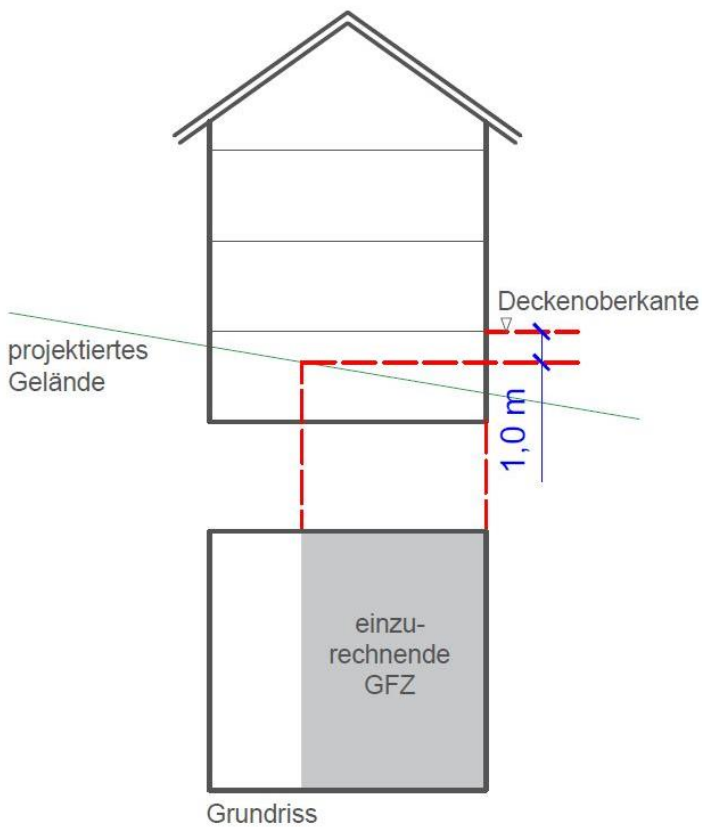 Deckenoberkante
projektiertes
Gelände
1,0 m
einzu-
rechnende
GFZ
Grundriss